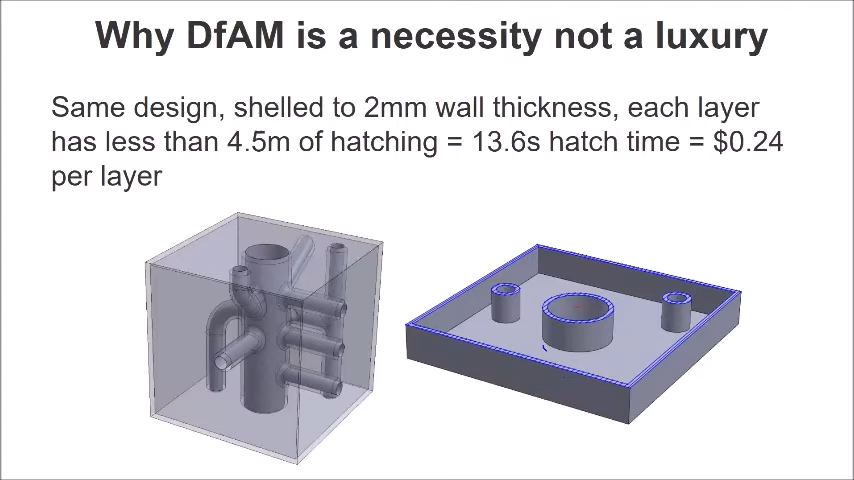 Why DfAM is a necessity not a luxury
Same design, shelled to 2mm wall thickness, each layer
has less than 4.5m of hatching = 13.6s hatch time = $0.24
per layer